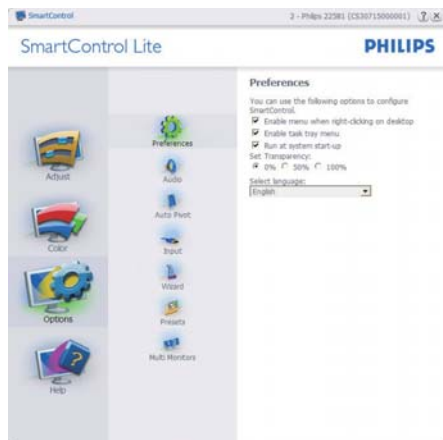 SmartControl
2 - Philips 225B1 (CS30715000001)
?
X
SmartControl Lite
PHILIPS
Adjust
Color
Options
Help
Preferences
Audio
Auto Pivot
Input
Wizard
Presets
Multi Monitors
Preferences
You can use the following options to configure
SmartControl.
Enable menu when right-clicking on desktop
Enable task tray menu
Run at system start-up
Set Transparency:
0% 50% 100%
Select language:
English